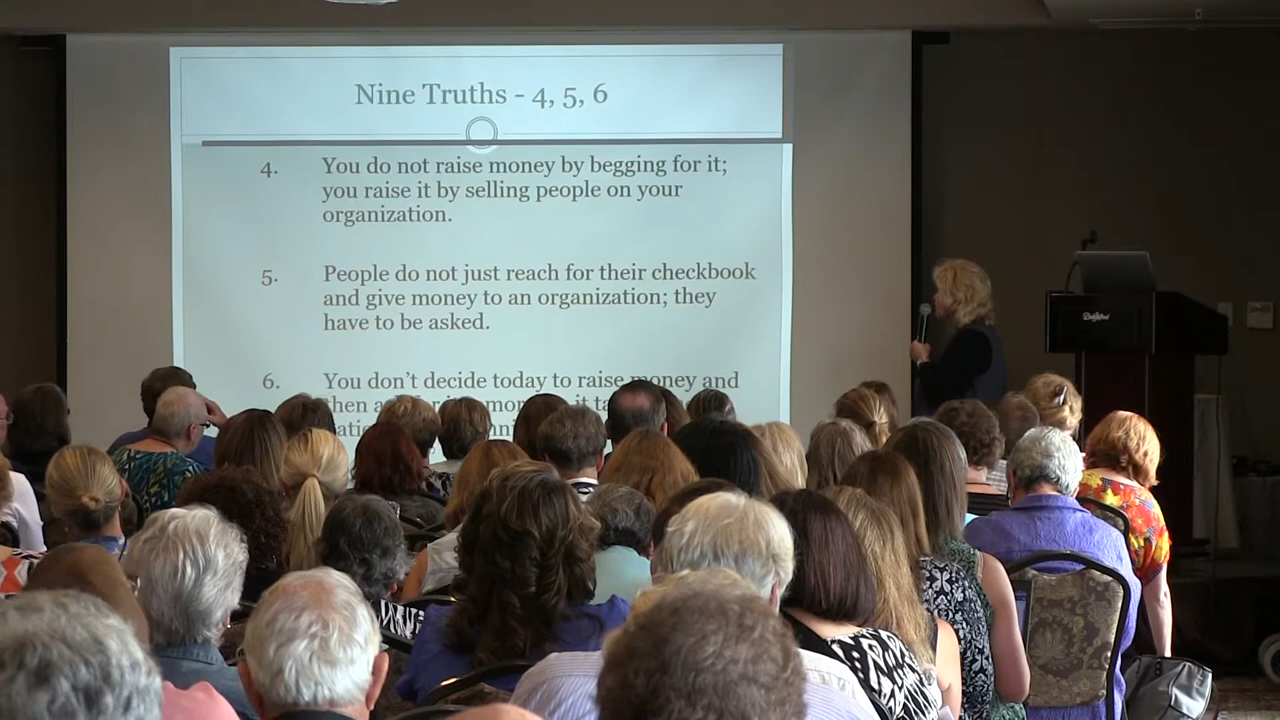 Nine Truths - 4, 5, 6
4. You do not raise money by begging for it;
you raise it by selling people on your
organization.
5. People do not just reach for their checkbook
and give money to an organization; they
have to be asked.
6. You don't decide today to raise money and
then
it